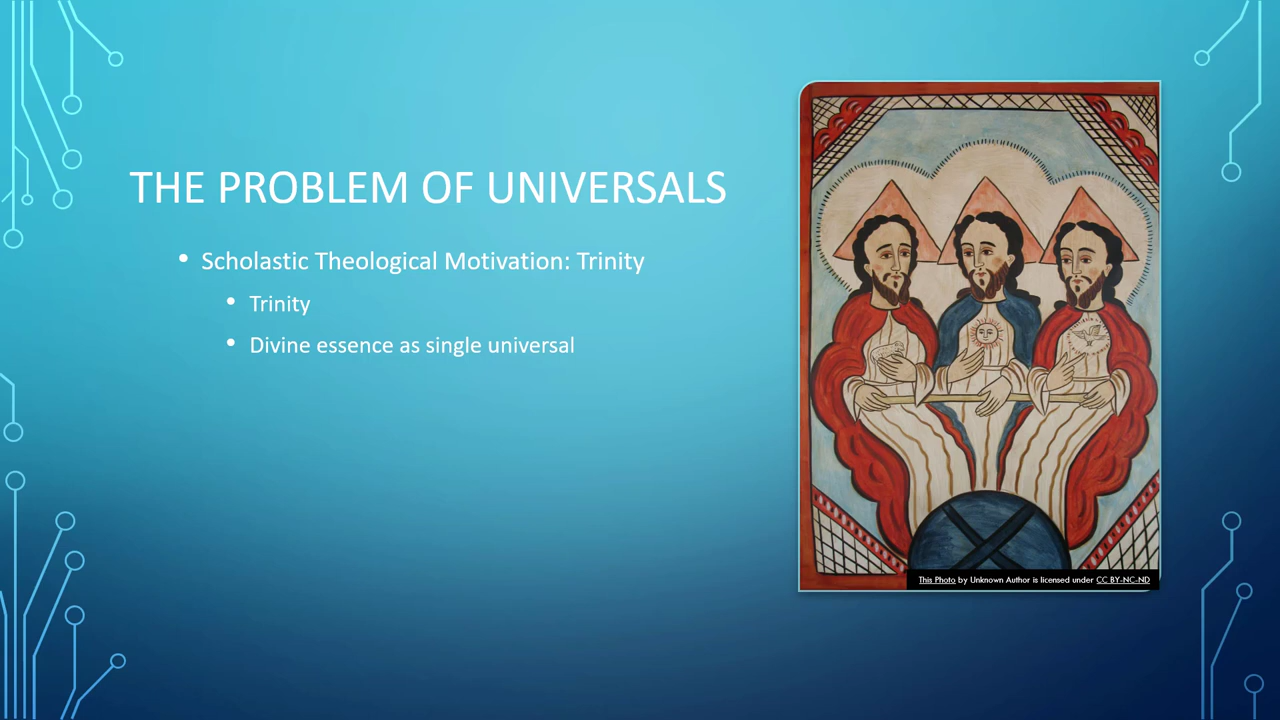 THE PROBLEM OF UNIVERSALS
• Scholastic Theological Motivation: Trinity
• Trinity
• Divine essence as single universal
This Photo by Unknown Author is licensed under CC BY-NC-ND